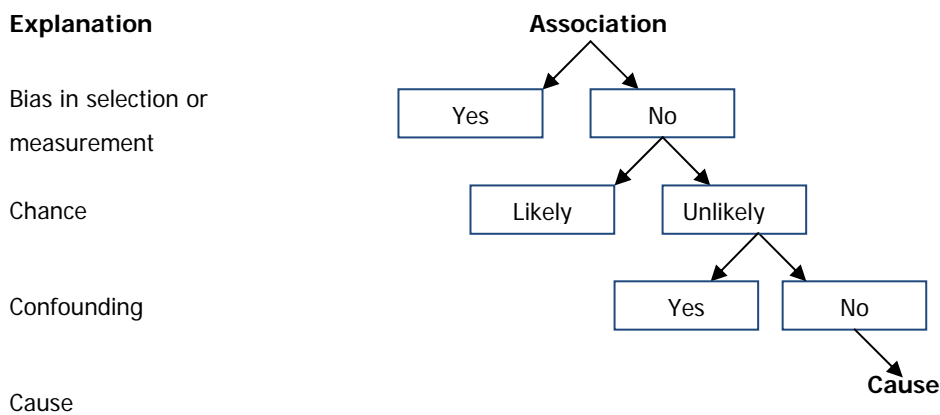 Explanation Association
Bias in selection or
measurement
Yes No
Chance Likely Unlikely
Confounding Yes No
Cause
Cause